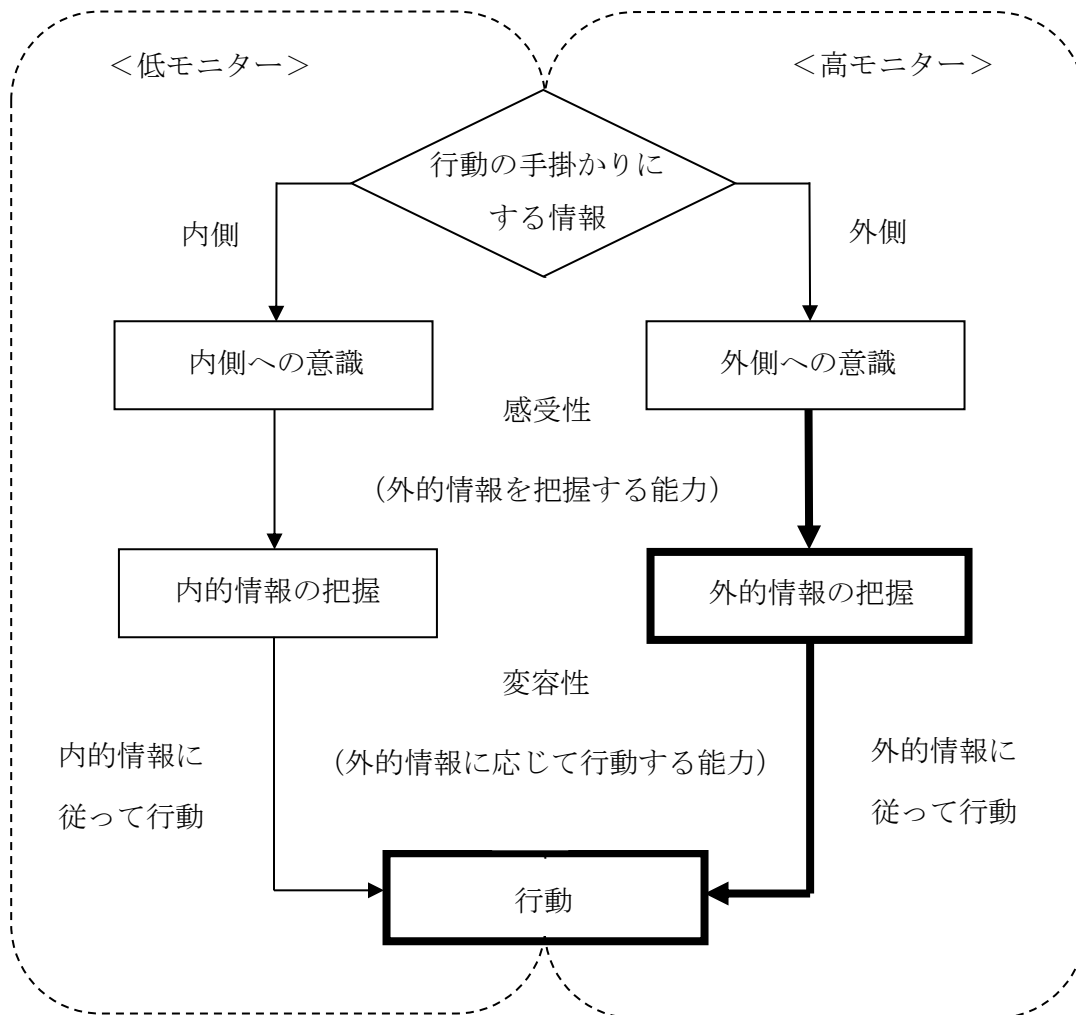 ＜低モニター＞
＜高モニター＞
行動の手掛かりに
する情報
内側
外側
内側への意識
外側への意識
感受性
（外的情報を把握する能力）
内的情報の把握
外的情報の把握
変容性
（外的情報に応じて行動する能力）
内的情報に
従って行動
外的情報に
従って行動
行動